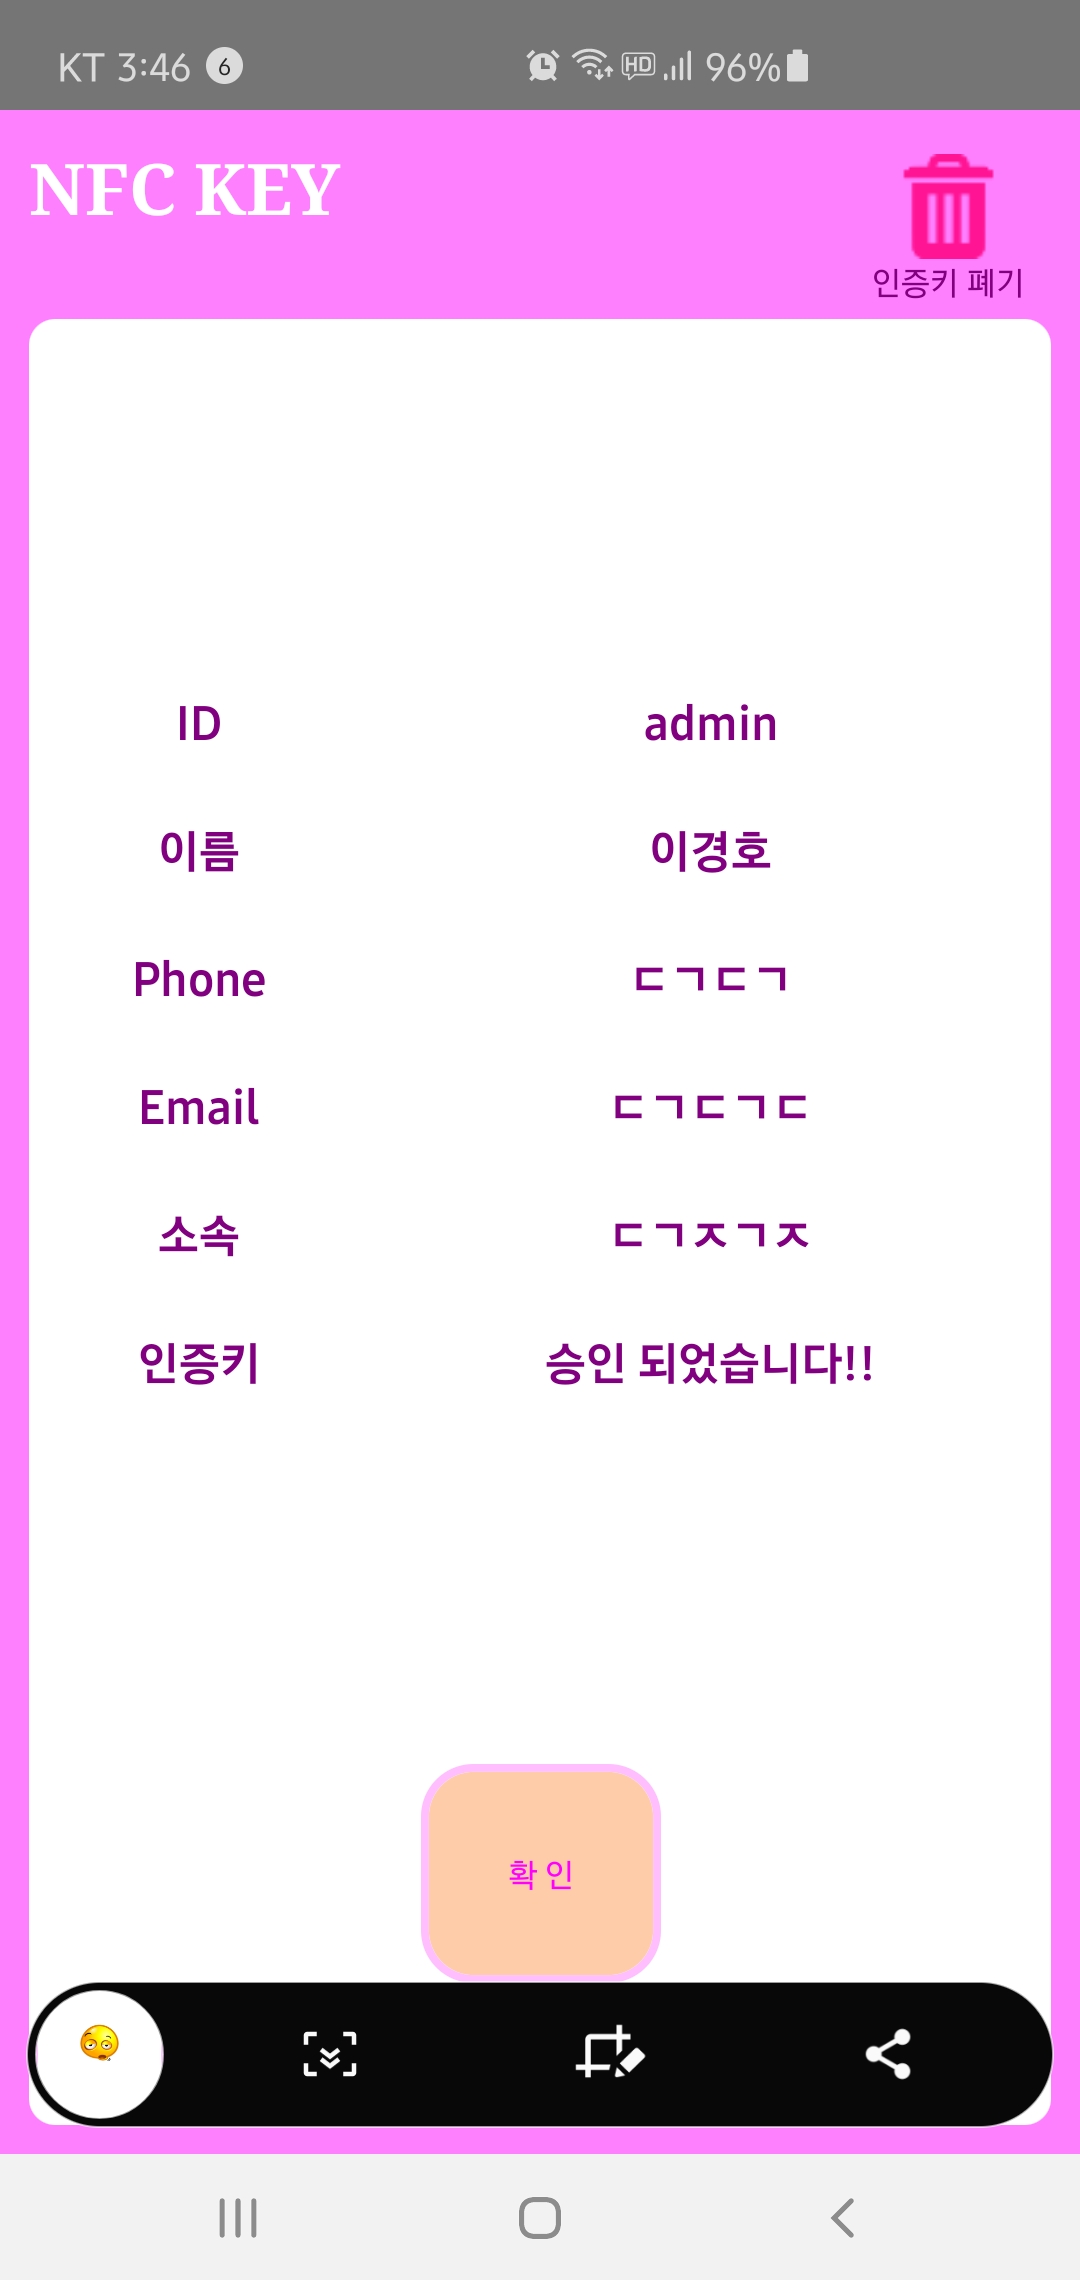 KT 3:46 6 HD 96%
NFC KEY
인증키 폐기
ID admin
이름 이경호
Phone ㄷㄱㄷㄱ
Email ㄷㄱㄷㄱㄷ
소속 ㄷㄱㅈㄱㅈ
인증키 승인 되었습니다!!
확 인